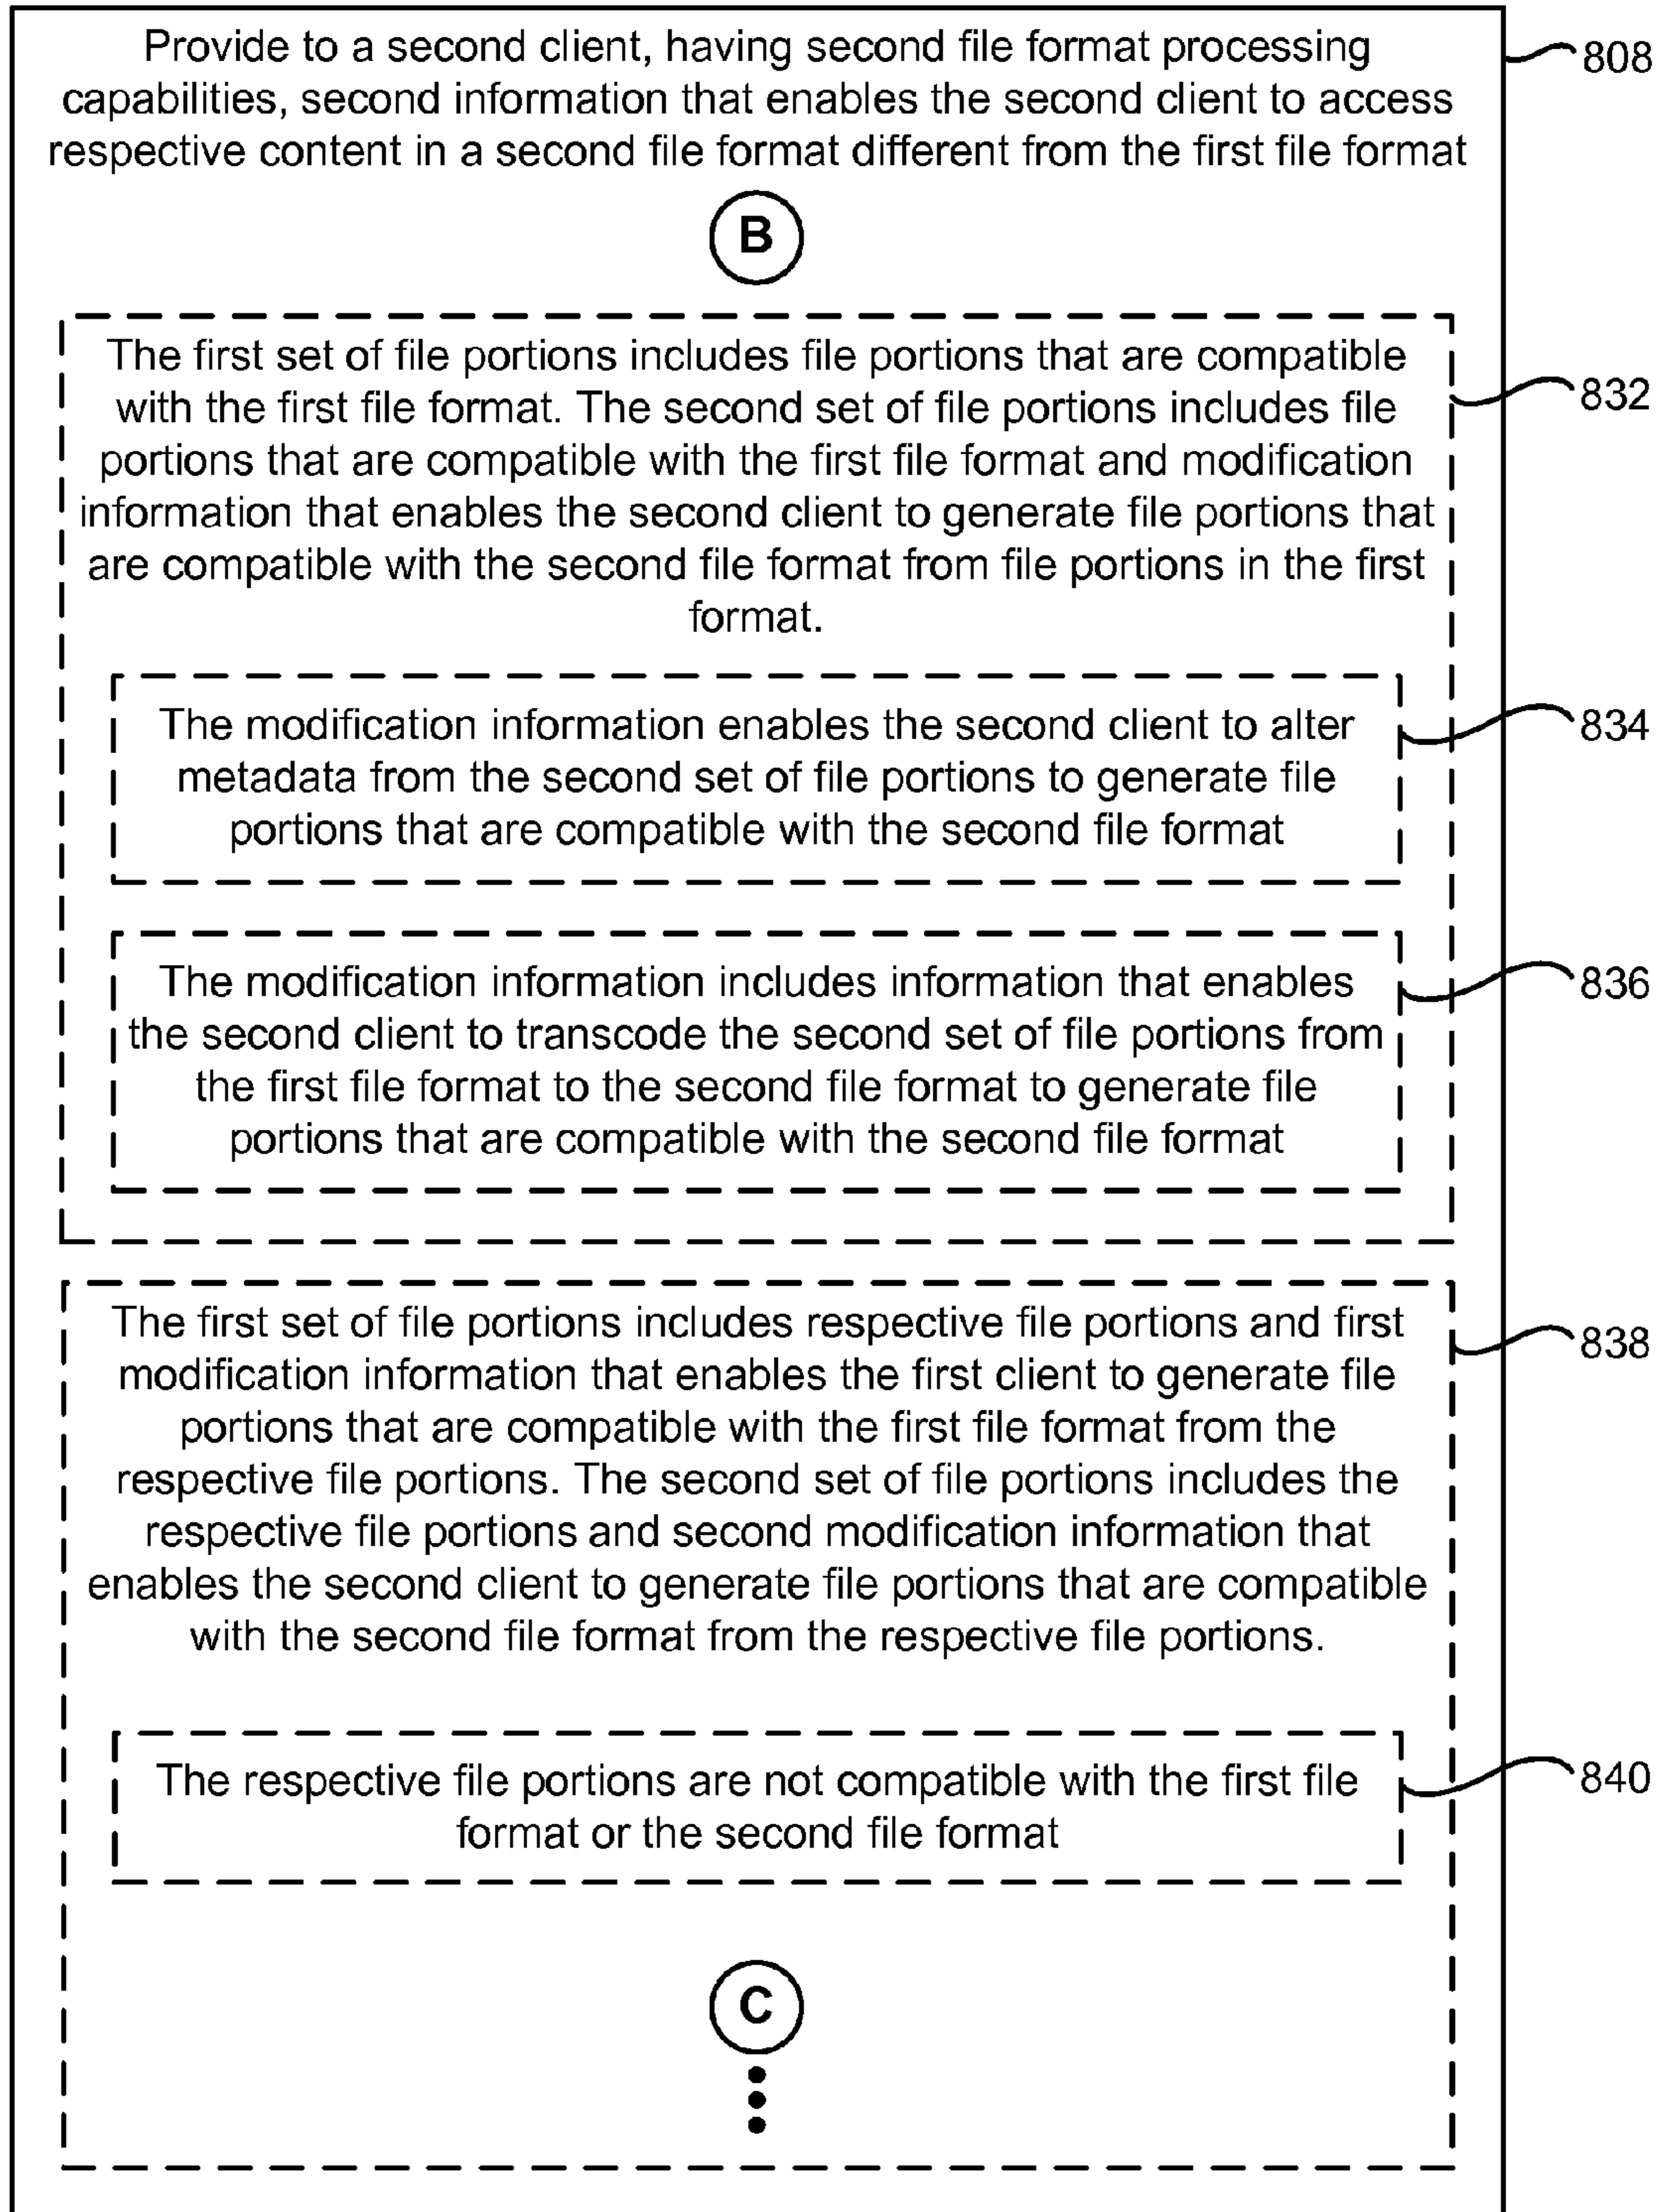 Provide to a second client, having second file format processing
capabilities, second information that enables the second client to access
respective content in a second file format different from the first file format
808
B
The first set of file portions includes file portions that are compatible
with the first file format. The second set of file portions includes file
portions that are compatible with the first file format and modification
information that enables the second client to generate file portions that
are compatible with the second file format from file portions in the first
format.
832
The modification information enables the second client to alter
metadata from the second set of file portions to generate file
portions that are compatible with the second file format
834
The modification information includes information that enables
the second client to transcode the second set of file portions from
the first file format to the second file format to generate file
portions that are compatible with the second file format
836
The first set of file portions includes respective file portions and first
modification information that enables the first client to generate file
portions that are compatible with the first file format from the
respective file portions. The second set of file portions includes the
respective file portions and second modification information that
enables the second client to generate file portions that are compatible
with the second file format from the respective file portions.
838
The respective file portions are not compatible with the first file
format or the second file format
840
C